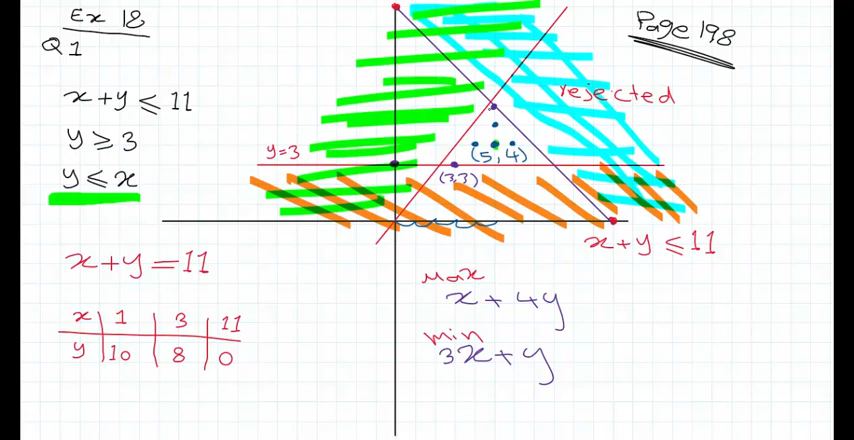 Ex 18
Q1
Page 198
x+y ≤ 11
y ≥ 3
y ≤ x
rejected
y=3
(5,4)
(3,3)
x+y ≤ 11
x+y = 11
x 1 3 11
y 10 8 0
max
x + 4y
min
3x + y